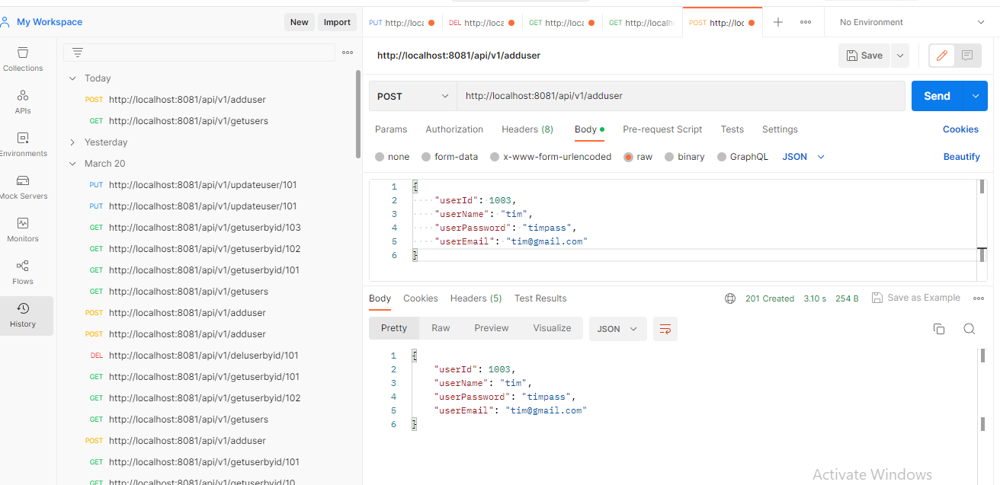 My Workspace
New
Import
PUT http://loca
DEL http://loca
GET http://loca
GET http://localh
POST http://loc
No Environment
Collections
APIs
Environments
Mock Servers
Monitors
Flows
History
Today
POST http://localhost:8081/api/v1/adduser
GET http://localhost:8081/api/v1/getusers
Yesterday
March 20
PUT http://localhost:8081/api/v1/updateuser/101
PUT http://localhost:8081/api/v1/updateuser/101
GET http://localhost:8081/api/v1/getuserbyid/103
GET http://localhost:8081/api/v1/getuserbyid/102
GET http://localhost:8081/api/v1/getuserbyid/101
GET http://localhost:8081/api/v1/getusers
POST http://localhost:8081/api/v1/adduser
POST http://localhost:8081/api/v1/adduser
DEL http://localhost:8081/api/v1/deluserbyid/101
GET http://localhost:8081/api/v1/getuserbyid/101
GET http://localhost:8081/api/v1/getuserbyid/102
GET http://localhost:8081/api/v1/getusers
POST http://localhost:8081/api/v1/adduser
GET http://localhost:8081/api/v1/getuserbyid/101
GET http://localhost:8081/api/v1/getuserbyid/10
http://localhost:8081/api/v1/adduser
Save
POST
http://localhost:8081/api/v1/adduser
Send
Params Authorization Headers (8) Body Pre-request Script Tests Settings Cookies
none form-data x-www-form-urlencoded raw binary GraphQL JSON Beautify
1 {
2 "userId": 1003,
3 "userName": "tim",
4 "userPassword": "timpass",
5 "userEmail": "tim@gmail.com"
6 }
Body Cookies Headers (5) Test Results 201 Created 3.10 s 254 B Save as Example
Pretty Raw Preview Visualize JSON
1 {
2 "userId": 1003,
3 "userName": "tim",
4 "userPassword": "timpass",
5 "userEmail": "tim@gmail.com"
6 }
Activate Windows